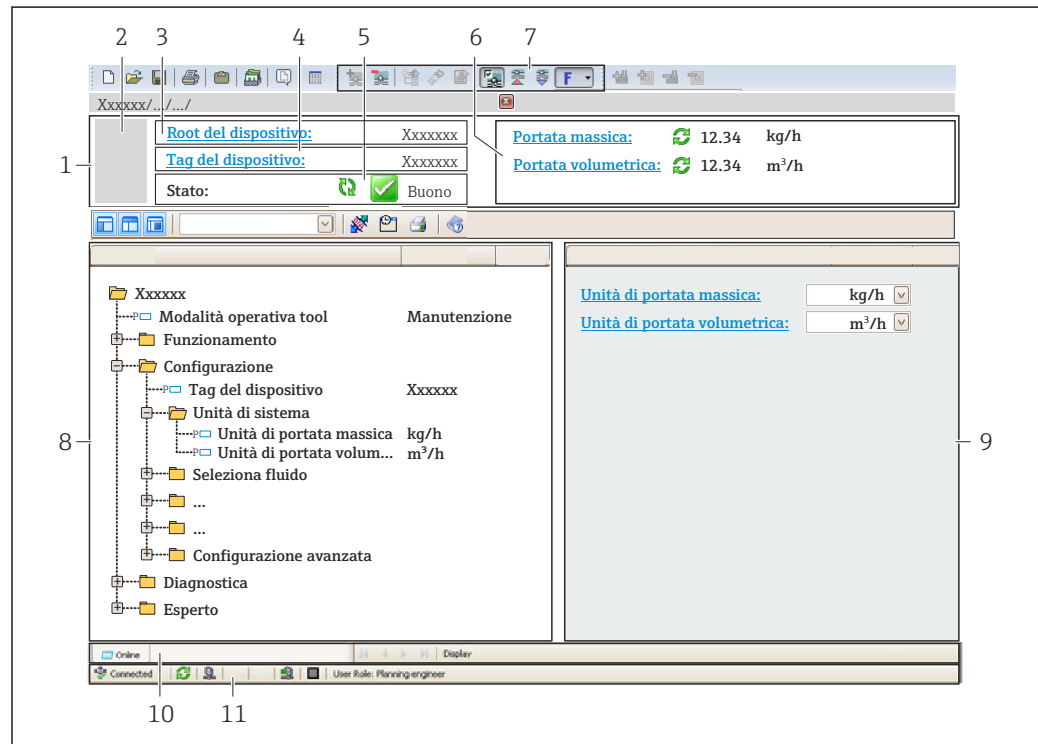 2 3 4 5 6 7
F
Xxxxxx/.../.../
1
Root del dispositivo: Xxxxxxx
Tag del dispositivo: Xxxxxxx
Stato: Buono
Portata massica: 12.34 kg/h
Portata volumetrica: 12.34 m³/h
Xxxxxx
P Modalità operativa tool Manutenzione
Funzionamento
Configurazione
P Tag del dispositivo Xxxxxx
Unità di sistema
P Unità di portata massica kg/h
P Unità di portata volum... m³/h
Seleziona fluido
...
...
Configurazione avanzata
Diagnostica
Esperto
8
Unità di portata massica: kg/h
Unità di portata volumetrica: m³/h
9
Online Display
Connected User Role: Planning engineer
10 11